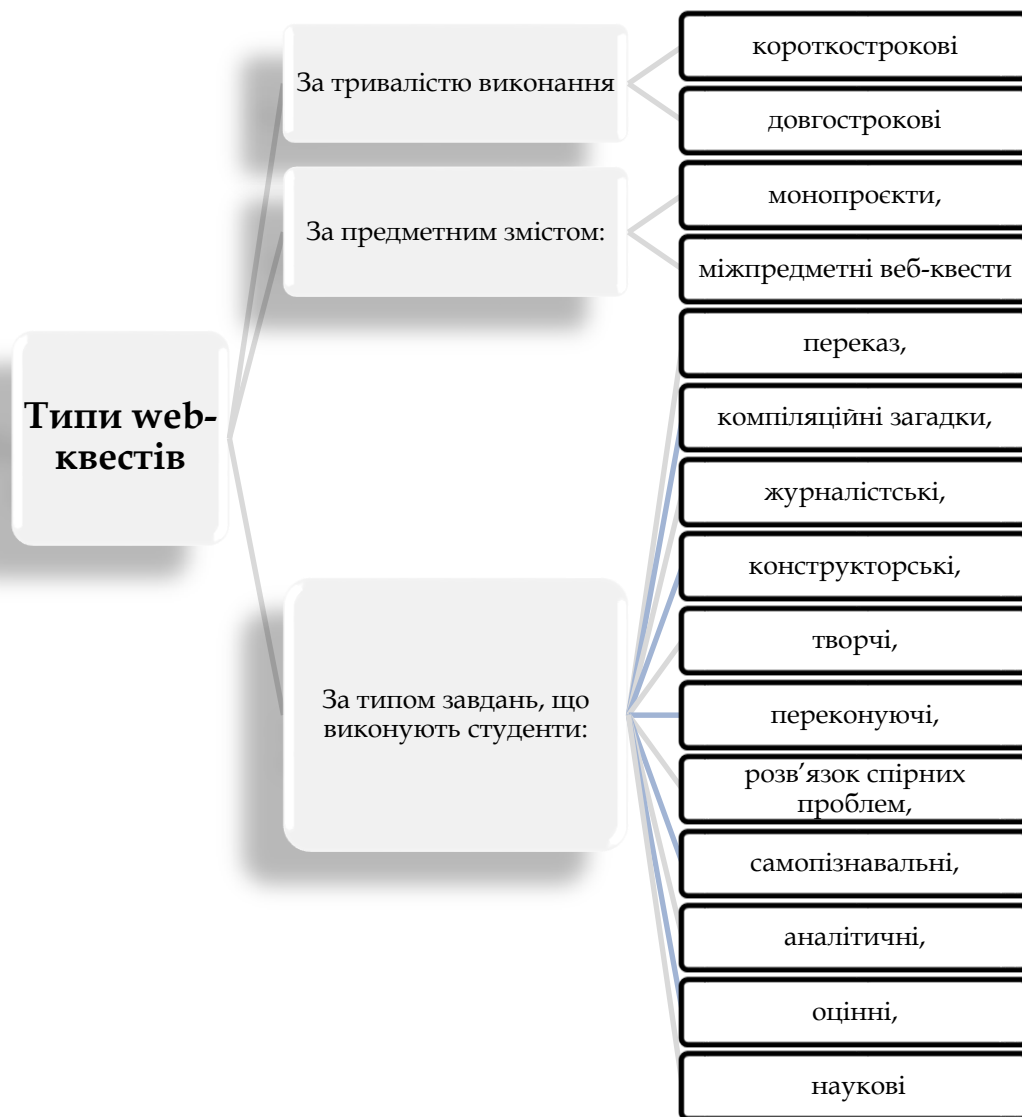 Типи web-
квестів
За тривалістю виконання
короткострокові
довгострокові
За предметним змістом:
монопроєкти,
міжпредметні веб-квести
За типом завдань, що
виконують студенти:
переказ,
компіляційні загадки,
журналістські,
конструкторські,
творчі,
переконуючі,
розв’язок спірних
проблем,
самопізнавальні,
аналітичні,
оцінні,
наукові